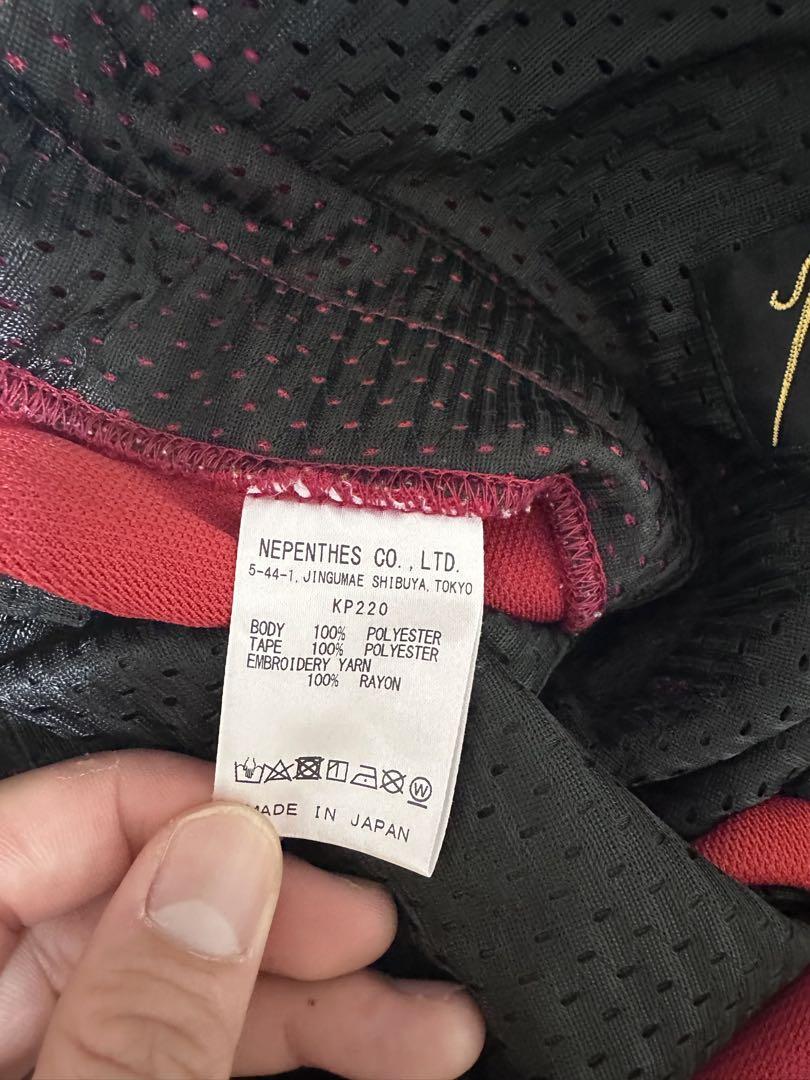 NEPENTHES CO., LTD.
5-44-1, JINGUMAE SHIBUYA, TOKYO
KP220
BODY 100% POLYESTER
TAPE 100% POLYESTER
EMBROIDERY YARN
100% RAYON
W
MADE IN JAPAN